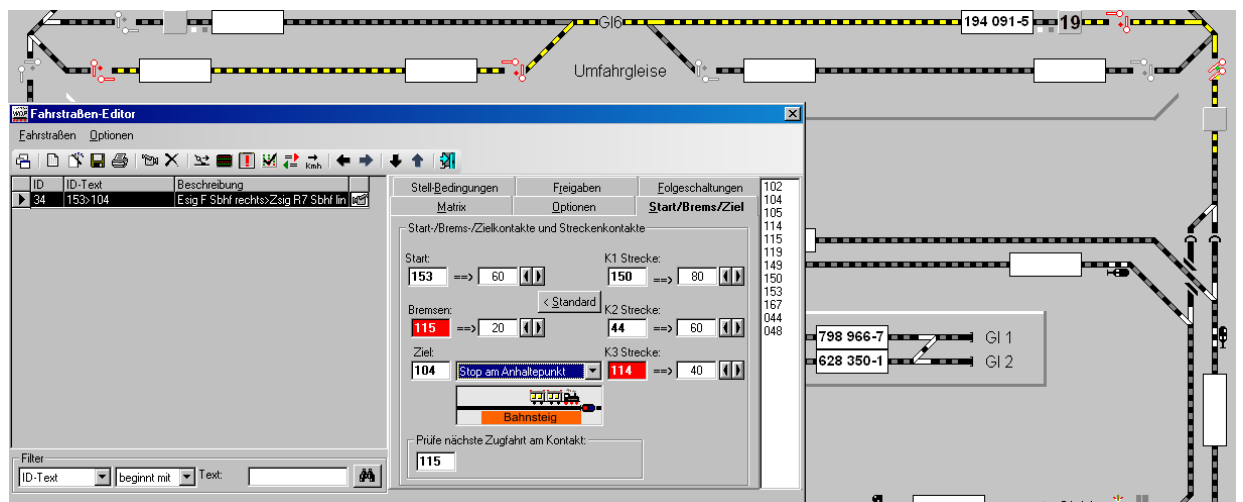 Gl6
194 091-5
19
Umfahrgleise
Fahrstraßen-Editor
Fahrstraßen Optionen
Kmh
ID ID-Text Beschreibung
34 153>104 Esig F Sbhf rechts>Zsig R7 Sbhf lin
Stell-Bedingungen Freigaben Folgeschaltungen
Matrix Optionen Start/Brems/Ziel
Start-/Brems-/Zielkontakte und Streckenkontakte
Start: K1 Strecke:
153 ==> 60 150 ==> 80
< Standard
Bremsen: K2 Strecke:
115 ==> 20 44 ==> 60
Ziel: K3 Strecke:
104 Stop am Anhaltepunkt 114 ==> 40
Bahnsteig
Prüfe nächste Zugfahrt am Kontakt:
115
102
104
105
114
115
119
149
150
153
167
044
048
Filter
ID-Text beginnt mit Text:
798 966-7 Gl 1
628 350-1 Gl 2